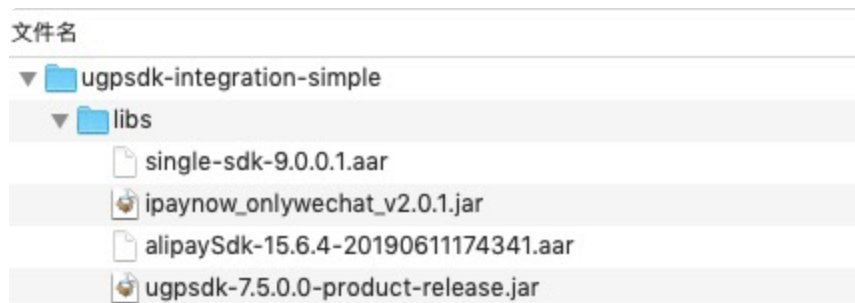 文件名
ugpsdk-integration-simple
libs
single-sdk-9.0.0.1.aar
ipaynow_onlywechat_v2.0.1.jar
alipaySdk-15.6.4-20190611174341.aar
ugpsdk-7.5.0.0-product-release.jar